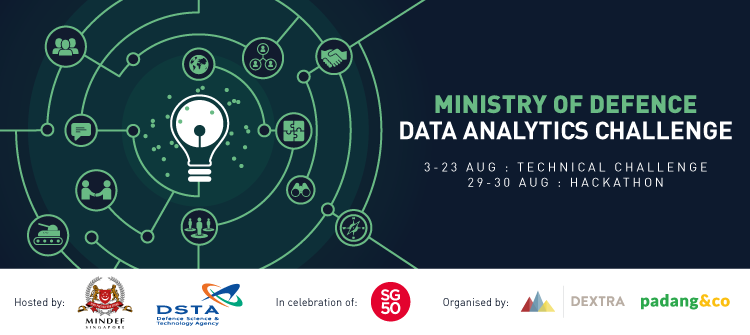 MINISTRY OF DEFENCE
DATA ANALYTICS CHALLENGE
3-23 AUG : TECHNICAL CHALLENGE
29-30 AUG : HACKATHON
Hosted by:
MINDEF
SINGAPORE
DSTA
Defence Science &
Technology Agency
In celebration of:
SG
50
Organised by:
DEXTRA
padang&co